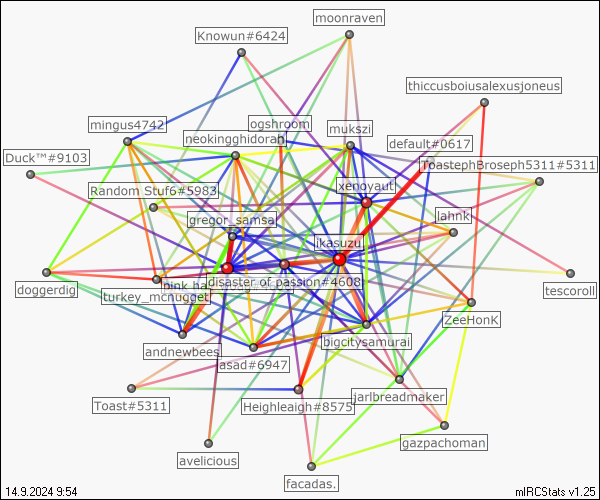 moonraven
Knowun#6424
thiccusboiusalexusjoneus
ogshroom
mingus4742
mukszi
neokingghidorah
default#0617
Duck™#9103
ToastephBroseph5311#5311
xenoyaut
Random Stuf6#5983
gregor_samsa
lahnk
ikasuzu
doggerdig
disaster of passion#4608
tescoroll
turkey_mcnugget
ZeeHonK
bigcitysamurai
andnewbees
asad#6947
jarlbreadmaker
Toast#5311
Heighleigh#8575
gazpachoman
avelicious
facadas.
14.9.2024 9:54
mIRCStats v1.25